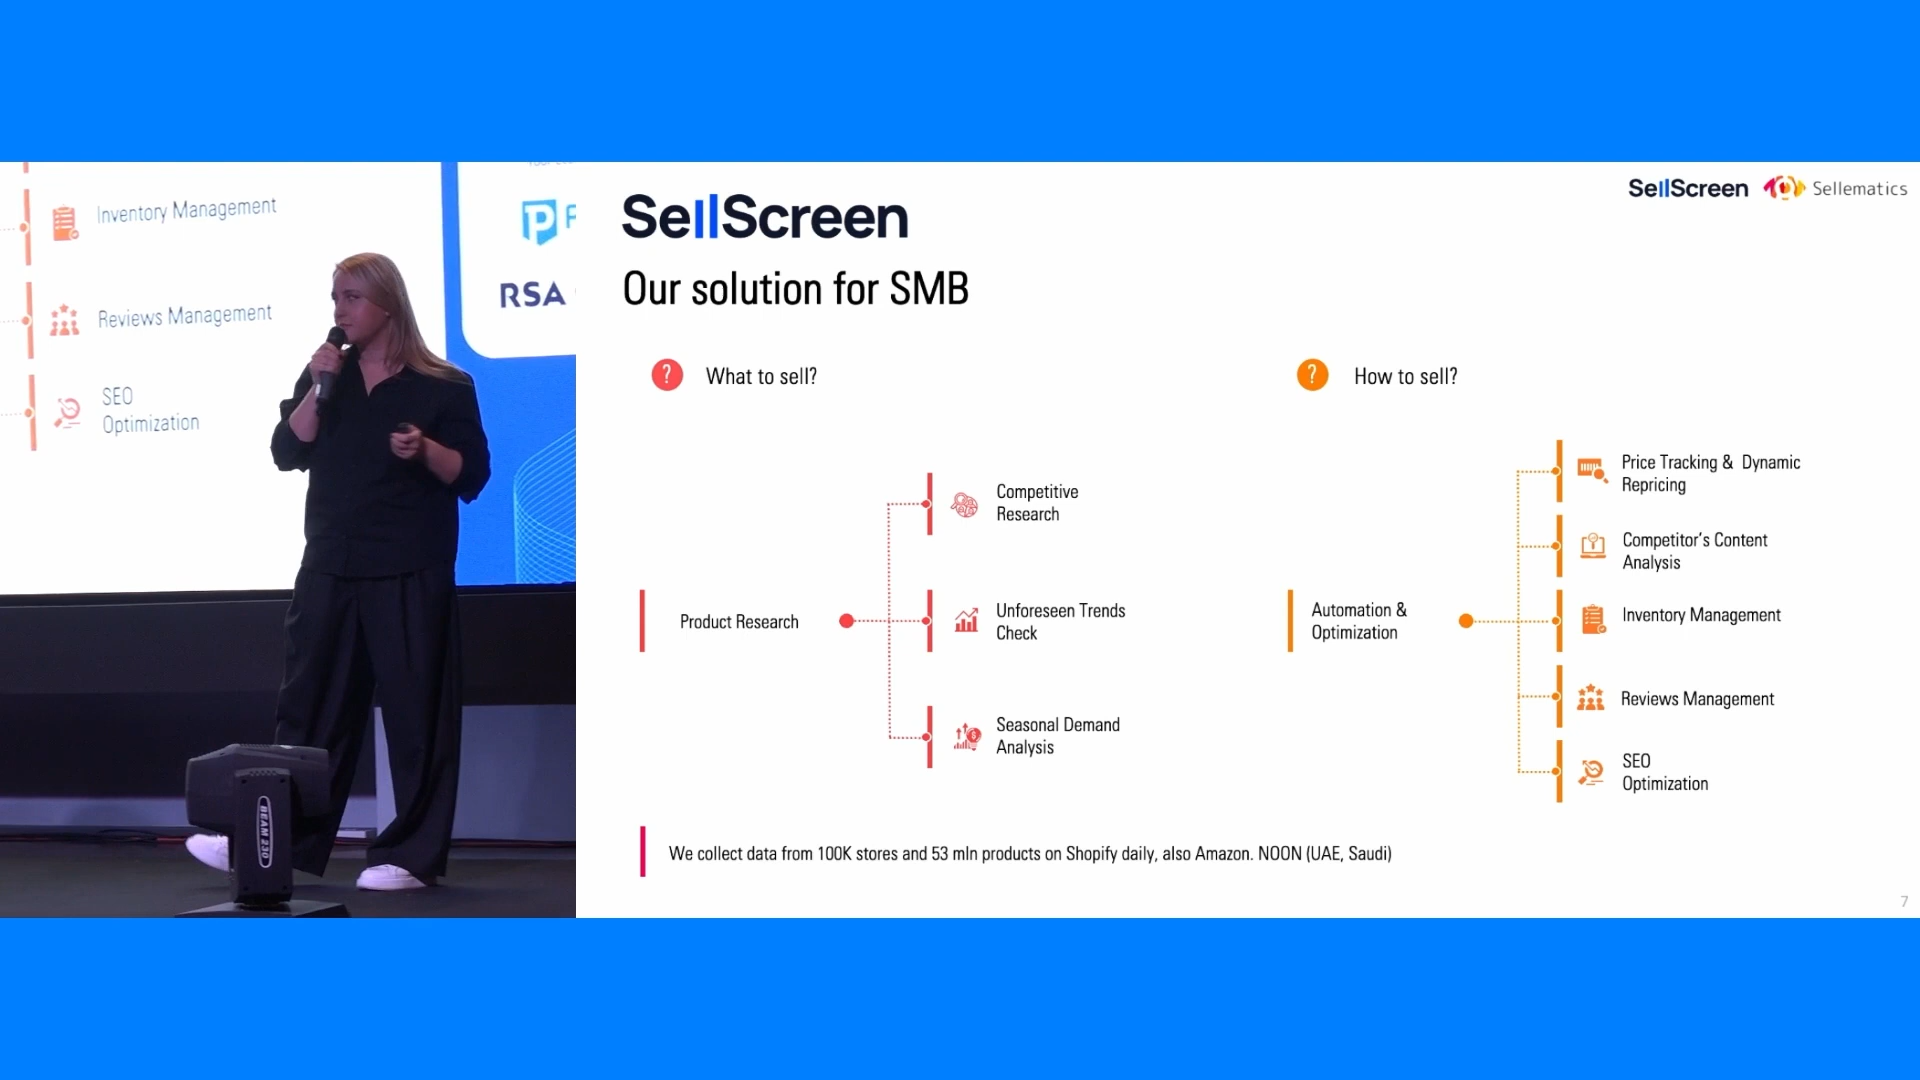 Inventory Management
Reviews Management
SEO
Optimization
RSA
BEAM 230
SellScreen
SellScreen Sellematics
Our solution for SMB
? What to sell?
? How to sell?
Product Research
Competitive
Research
Unforeseen Trends
Check
Seasonal Demand
Analysis
Automation &
Optimization
Price Tracking & Dynamic
Repricing
Competitor's Content
Analysis
Inventory Management
Reviews Management
SEO
Optimization
We collect data from 100K stores and 53 mln products on Shopify daily, also Amazon. NOON (UAE, Saudi)
7